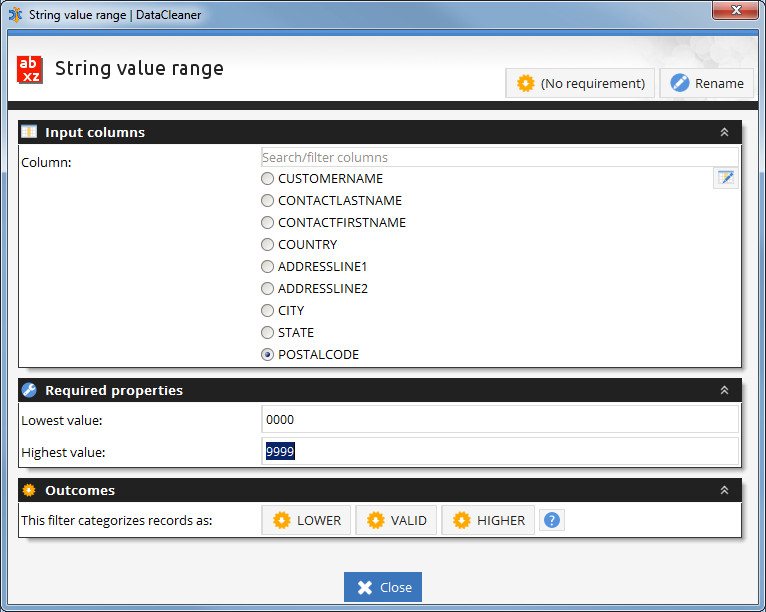 String value range | DataCleaner
ab
xz
String value range
(No requirement)
Rename
Input columns
Column:
Search/filter columns
CUSTOMERNAME
CONTACTLASTNAME
CONTACTFIRSTNAME
COUNTRY
ADDRESSLINE1
ADDRESSLINE2
CITY
STATE
POSTALCODE
Required properties
Lowest value: 0000
Highest value: 9999
Outcomes
This filter categorizes records as: LOWER VALID HIGHER ?
Close